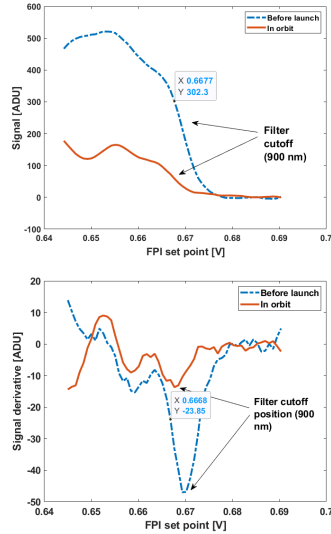 600
500
400
300
200
100
0
-100
Signal [ADU]
Before launch
In orbit
X 0.6677
Y 302.3
Filter
cutoff
(900 nm)
0.64 0.65 0.66 0.67 0.68 0.69 0.7
FPI set point [V]
20
10
0
-10
-20
-30
-40
-50
Signal derivative [ADU]
Before launch
In orbit
X 0.6668
Y -23.85
Filter cutoff
position (900
nm)
0.64 0.65 0.66 0.67 0.68 0.69 0.7
FPI set point [V]